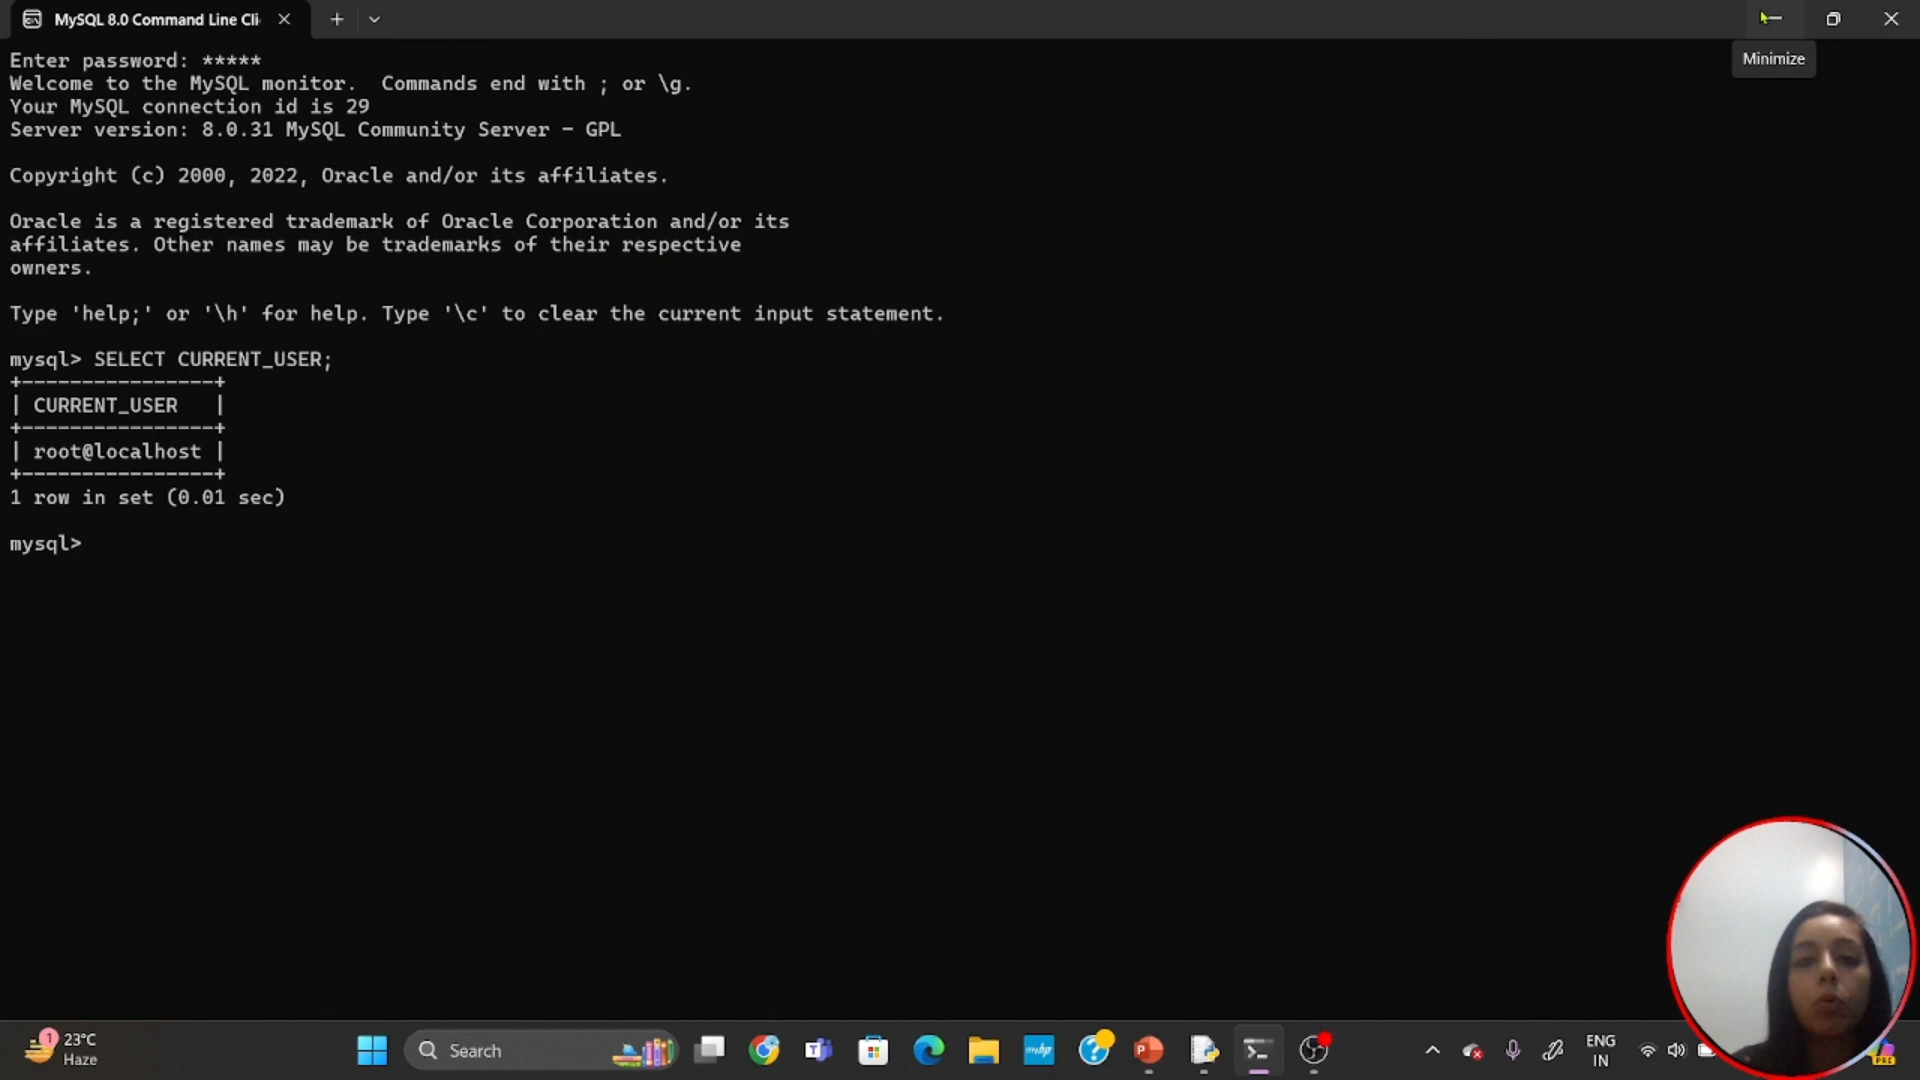 MySQL 8.0 Command Line Cli
Minimize
Enter password: *****
Welcome to the MySQL monitor.  Commands end with ; or \g.
Your MySQL connection id is 29
Server version: 8.0.31 MySQL Community Server - GPL
Copyright (c) 2000, 2022, Oracle and/or its affiliates.
Oracle is a registered trademark of Oracle Corporation and/or its
affiliates. Other names may be trademarks of their respective
owners.
Type 'help;' or '\h' for help. Type '\c' to clear the current input statement.
mysql> SELECT CURRENT_USER;
+----------------+
| CURRENT_USER   |
+----------------+
| root@localhost |
+----------------+
1 row in set (0.01 sec)
mysql>
1
23°C
Haze
Search
myhp
ENG
IN
PRE